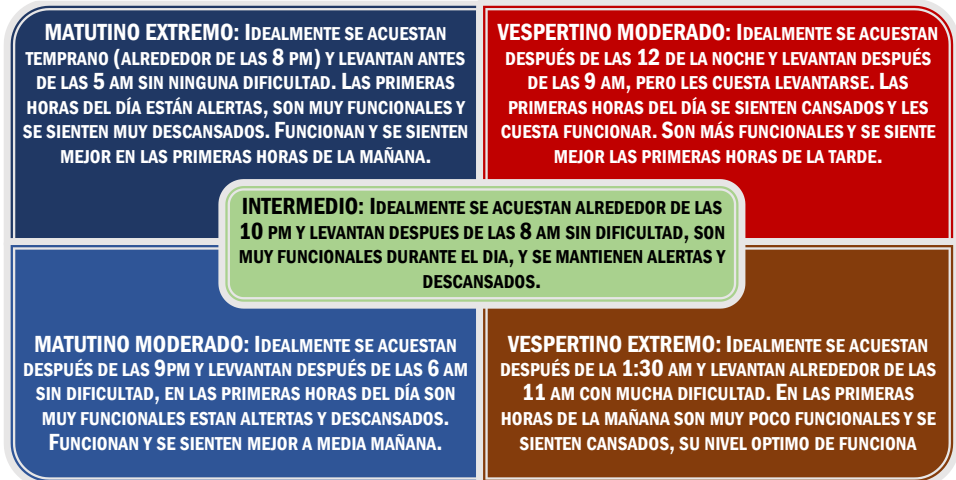 MATUTINO EXTREMO: IDEALMENTE SE ACUESTAN
TEMPRANO (ALREDEDOR DE LAS 8 PM) Y LEVANTAN ANTES
DE LAS 5 AM SIN NINGUNA DIFICULTAD. LAS PRIMERAS
HORAS DEL DÍA ESTÁN ALERTAS, SON MUY FUNCIONALES Y
SE SIENTEN MUY DESCANSADOS. FUNCIONAN Y SE SIENTEN
MEJOR EN LAS PRIMERAS HORAS DE LA MAÑANA.
VESPERTINO MODERADO: IDEALMENTE SE ACUESTAN
DESPUÉS DE LAS 12 DE LA NOCHE Y LEVANTAN DESPUÉS
DE LAS 9 AM, PERO LES CUESTA LEVANTARSE. LAS
PRIMERAS HORAS DEL DÍA SE SIENTEN CANSADOS Y LES
CUESTA FUNCIONAR. SON MÁS FUNCIONALES Y SE SIENTE
MEJOR LAS PRIMERAS HORAS DE LA TARDE.
INTERMEDIO: IDEALMENTE SE ACUESTAN ALREDEDOR DE LAS
10 PM Y LEVANTAN DESPUES DE LAS 8 AM SIN DIFICULTAD, SON
MUY FUNCIONALES DURANTE EL DIA, Y SE MANTIENEN ALERTAS Y
DESCANSADOS.
MATUTINO MODERADO: IDEALMENTE SE ACUESTAN
DESPUÉS DE LAS 9PM Y LEVVANTAN DESPUÉS DE LAS 6 AM
SIN DIFICULTAD, EN LAS PRIMERAS HORAS DEL DÍA SON
MUY FUNCIONALES ESTAN ALTERTAS Y DESCANSADOS.
FUNCIONAN Y SE SIENTEN MEJOR A MEDIA MAÑANA.
VESPERTINO EXTREMO: IDEALMENTE SE ACUESTAN
DESPUÉS DE LA 1:30 AM Y LEVANTAN ALREDEDOR DE LAS
11 AM CON MUCHA DIFICULTAD. EN LAS PRIMERAS
HORAS DE LA MAÑANA SON MUY POCO FUNCIONALES Y SE
SIENTEN CANSADOS, SU NIVEL OPTIMO DE FUNCIONA